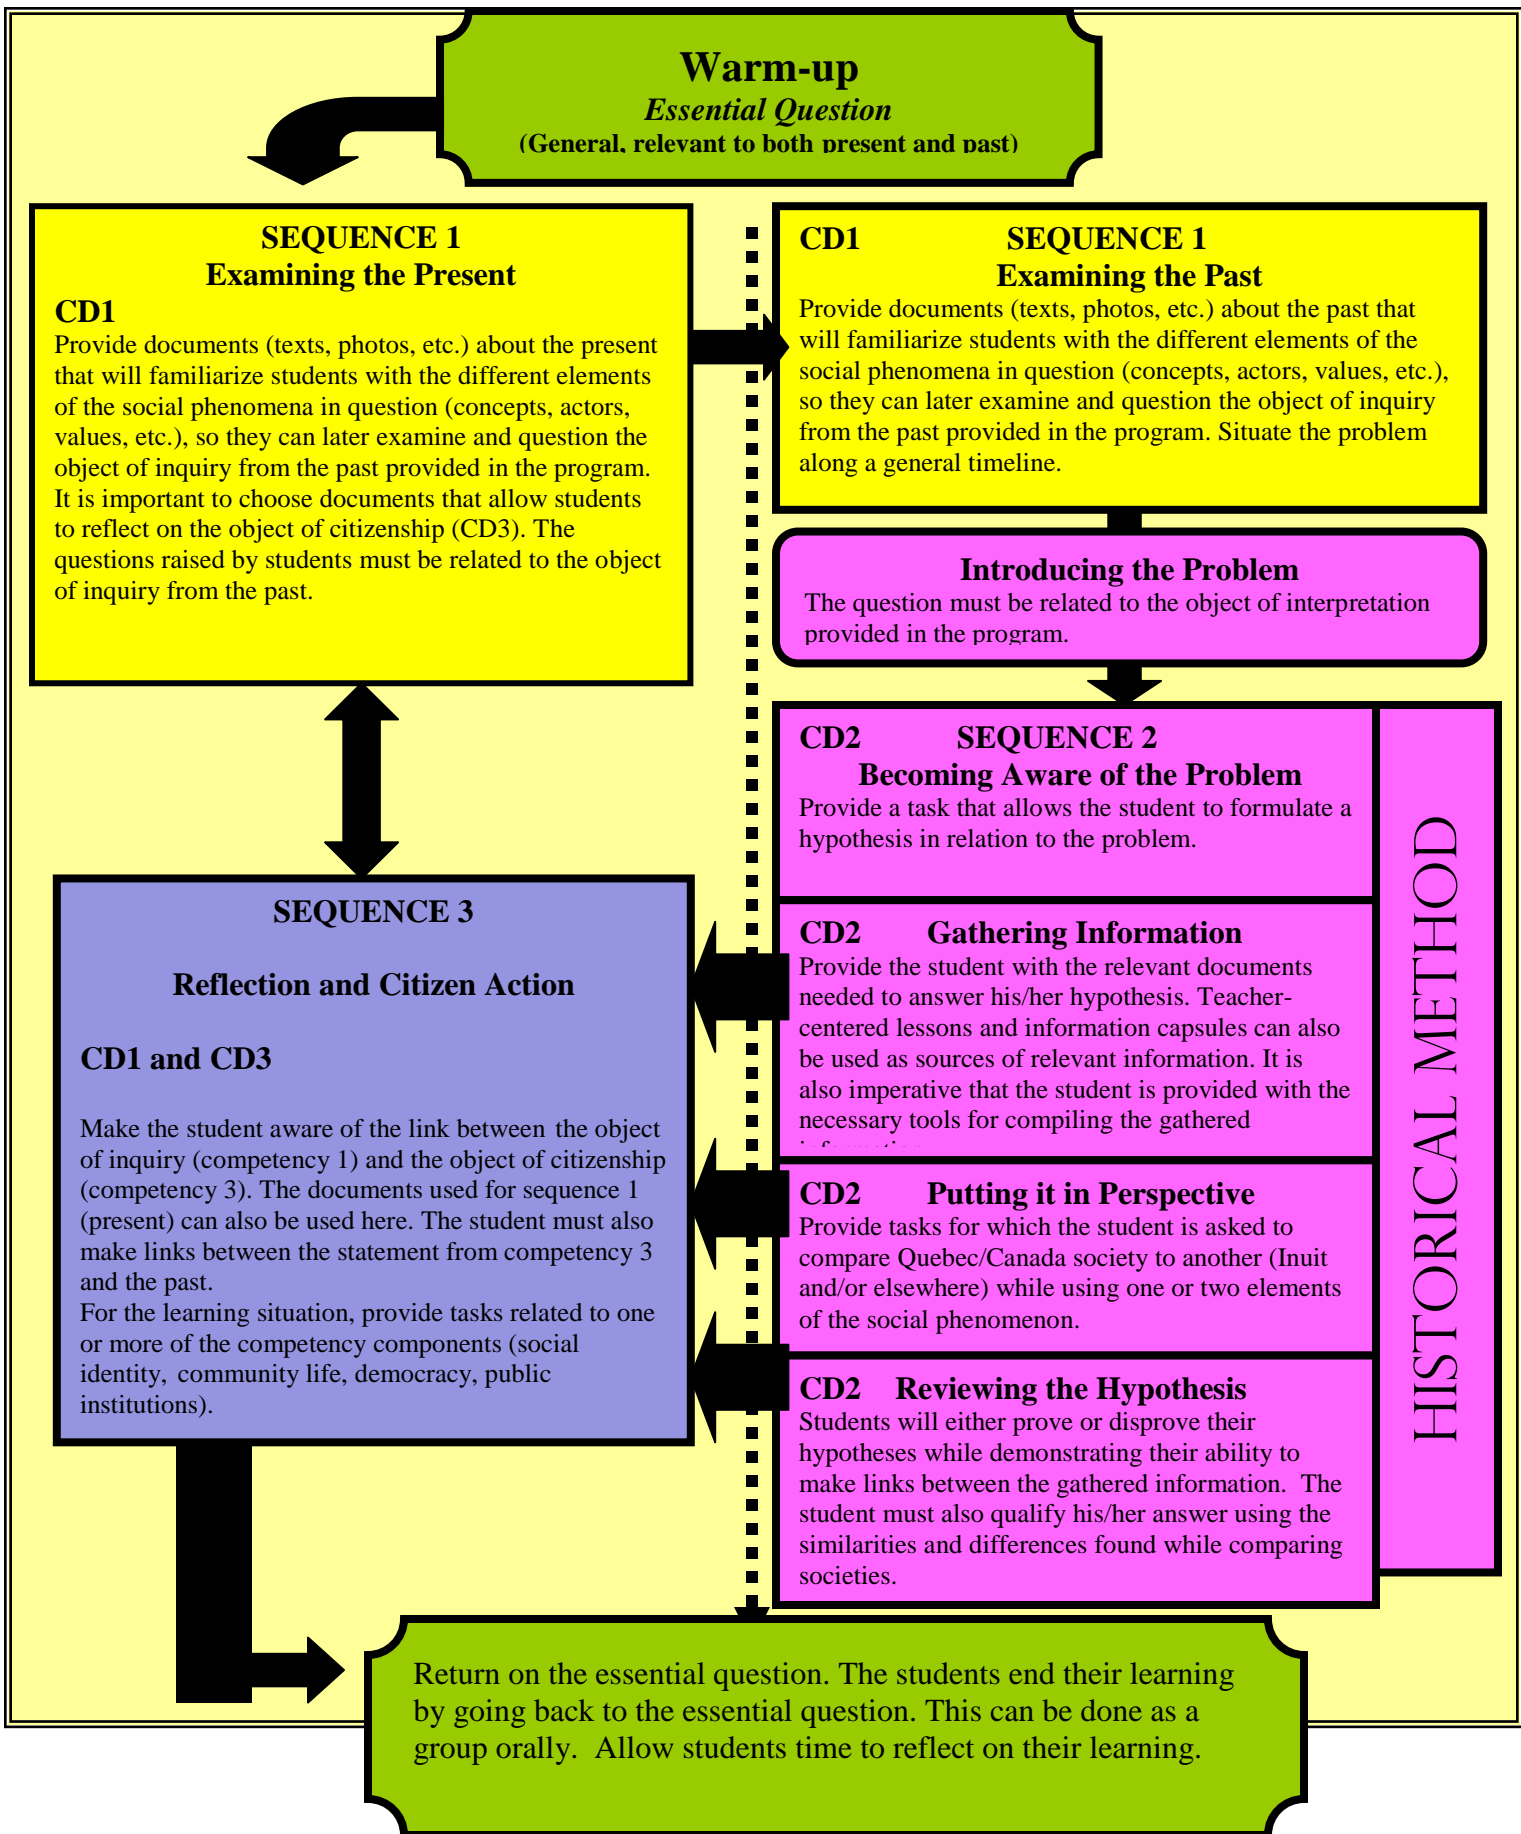 Warm-up
Essential Question
(General, relevant to both present and past)
SEQUENCE 1
Examining the Present
CD1
Provide documents (texts, photos, etc.) about the present
that will familiarize students with the different elements
of the social phenomena in question (concepts, actors,
values, etc.), so they can later examine and question the
object of inquiry from the past provided in the program.
It is important to choose documents that allow students
to reflect on the object of citizenship (CD3). The
questions raised by students must be related to the object
of inquiry from the past.
CD1 SEQUENCE 1
Examining the Past
Provide documents (texts, photos, etc.) about the past that
will familiarize students with the different elements of the
social phenomena in question (concepts, actors, values, etc.),
so they can later examine and question the object of inquiry
from the past provided in the program. Situate the problem
along a general timeline.
Introducing the Problem
The question must be related to the object of interpretation
provided in the program.
CD2 SEQUENCE 2
Becoming Aware of the Problem
Provide a task that allows the student to formulate a
hypothesis in relation to the problem.
CD2 Gathering Information
Provide the student with the relevant documents
needed to answer his/her hypothesis. Teacher-
centered lessons and information capsules can also
be used as sources of relevant information. It is
also imperative that the student is provided with the
necessary tools for compiling the gathered
CD2 Putting it in Perspective
Provide tasks for which the student is asked to
compare Quebec/Canada society to another (Inuit
and/or elsewhere) while using one or two elements
of the social phenomenon.
CD2 Reviewing the Hypothesis
Students will either prove or disprove their
hypotheses while demonstrating their ability to
make links between the gathered information. The
student must also qualify his/her answer using the
similarities and differences found while comparing
societies.
HISTORICAL METHOD
SEQUENCE 3
Reflection and Citizen Action
CD1 and CD3
Make the student aware of the link between the object
of inquiry (competency 1) and the object of citizenship
(competency 3). The documents used for sequence 1
(present) can also be used here. The student must also
make links between the statement from competency 3
and the past.
For the learning situation, provide tasks related to one
or more of the competency components (social
identity, community life, democracy, public
institutions).
Return on the essential question. The students end their learning
by going back to the essential question. This can be done as a
group orally. Allow students time to reflect on their learning.